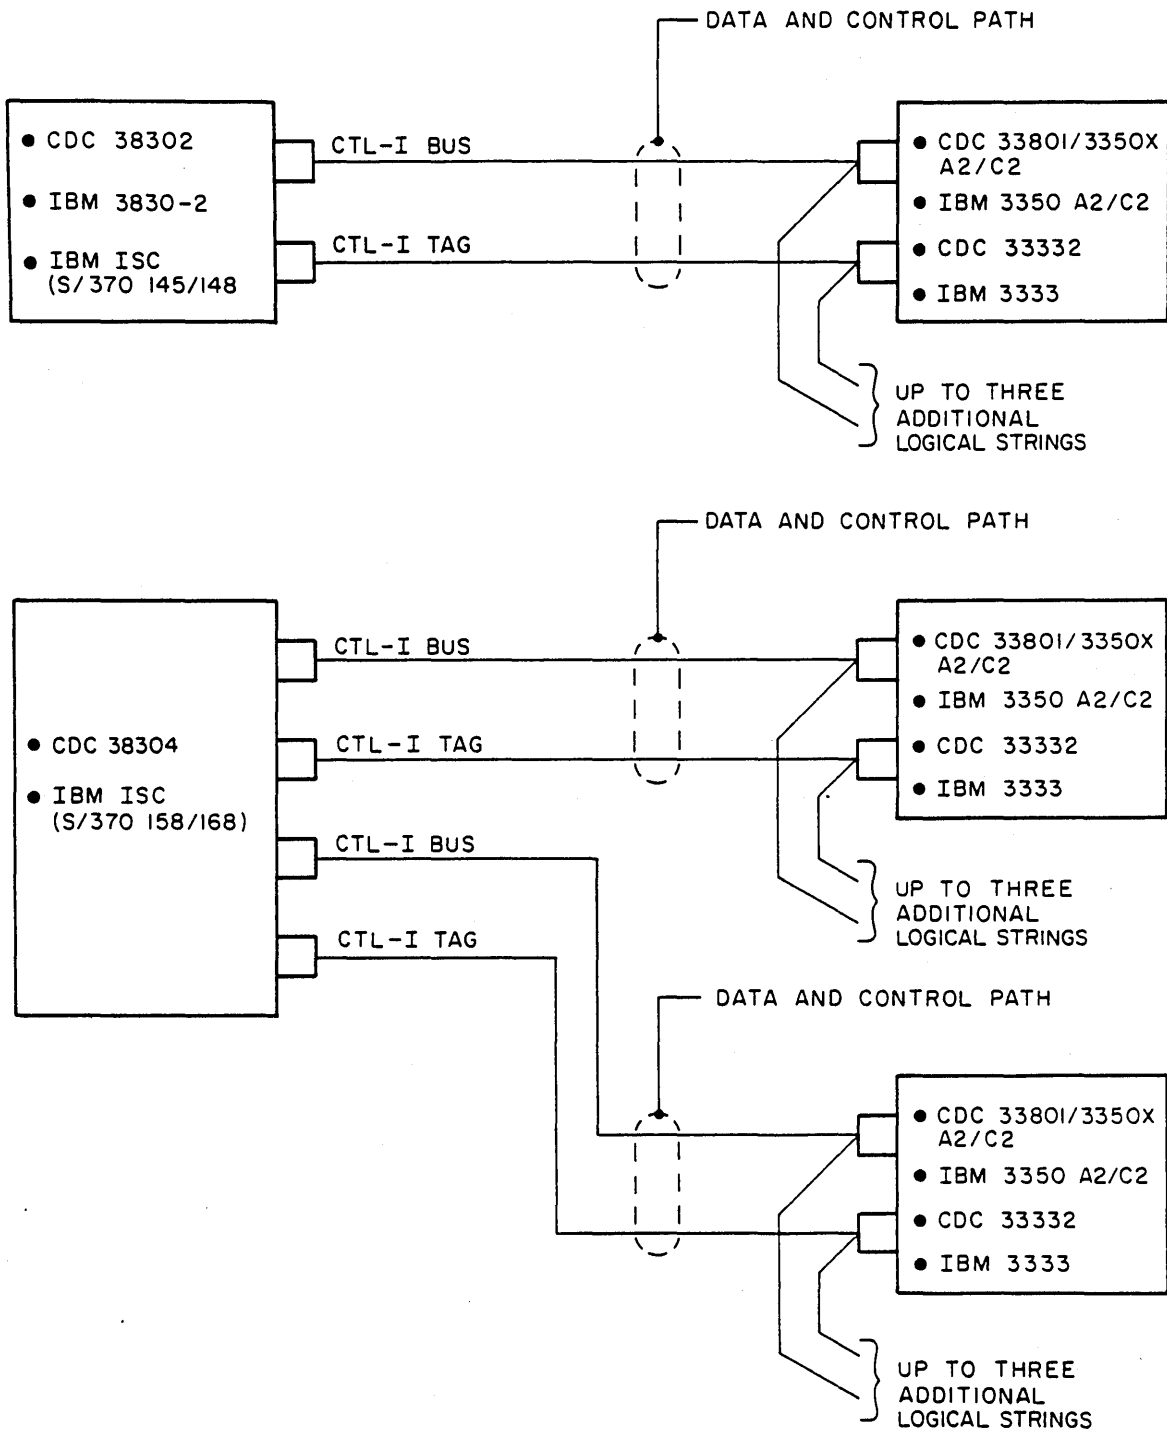 DATA AND CONTROL PATH
● CDC 38302
● IBM 3830-2
● IBM ISC
(S/370 145/148
CTL-I BUS
CTL-I TAG
● CDC 33801/3350X
A2/C2
● IBM 3350 A2/C2
● CDC 33332
● IBM 3333
UP TO THREE
ADDITIONAL
LOGICAL STRINGS
DATA AND CONTROL PATH
● CDC 38304
● IBM ISC
(S/370 158/168)
CTL-I BUS
CTL-I TAG
CTL-I BUS
CTL-I TAG
● CDC 33801/3350X
A2/C2
● IBM 3350 A2/C2
● CDC 33332
● IBM 3333
UP TO THREE
ADDITIONAL
LOGICAL STRINGS
DATA AND CONTROL PATH
● CDC 33801/3350X
A2/C2
● IBM 3350 A2/C2
● CDC 33332
● IBM 3333
UP TO THREE
ADDITIONAL
LOGICAL STRINGS